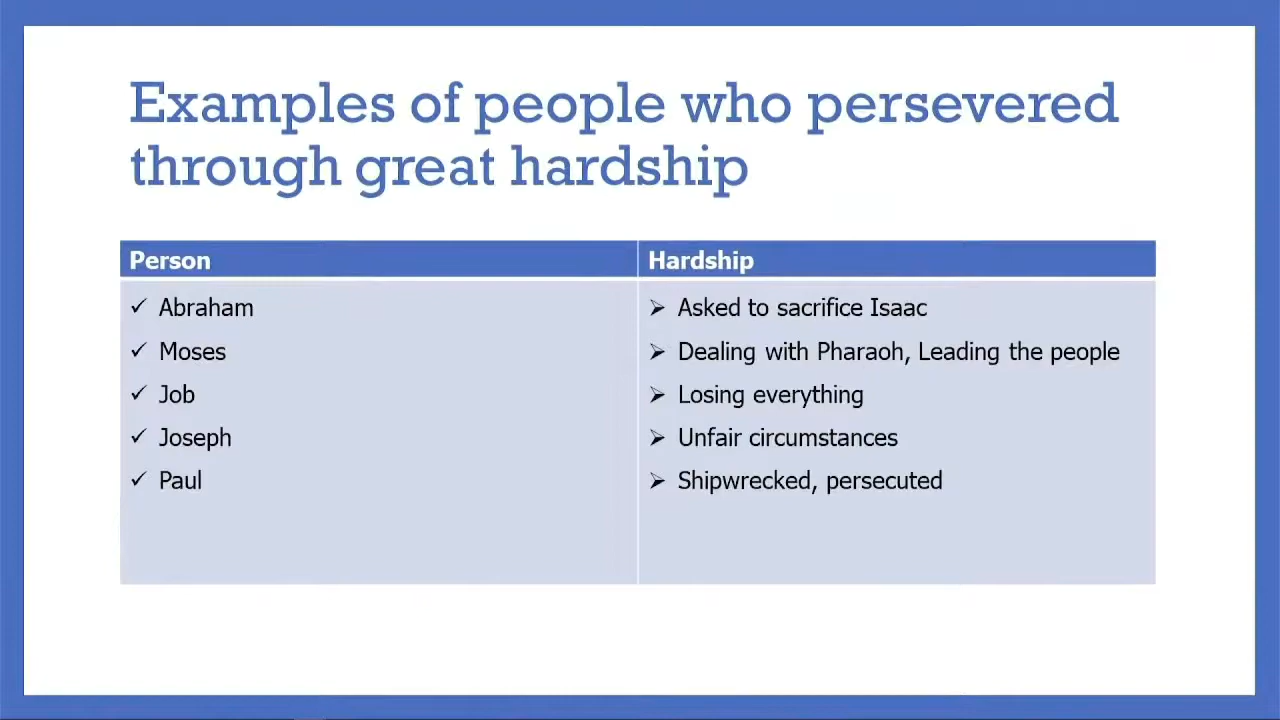 Examples of people who persevered
through great hardship
Person
Hardship
✓ Abraham
➢ Asked to sacrifice Isaac
✓ Moses
➢ Dealing with Pharaoh, Leading the people
✓ Job
➢ Losing everything
✓ Joseph
➢ Unfair circumstances
✓ Paul
➢ Shipwrecked, persecuted